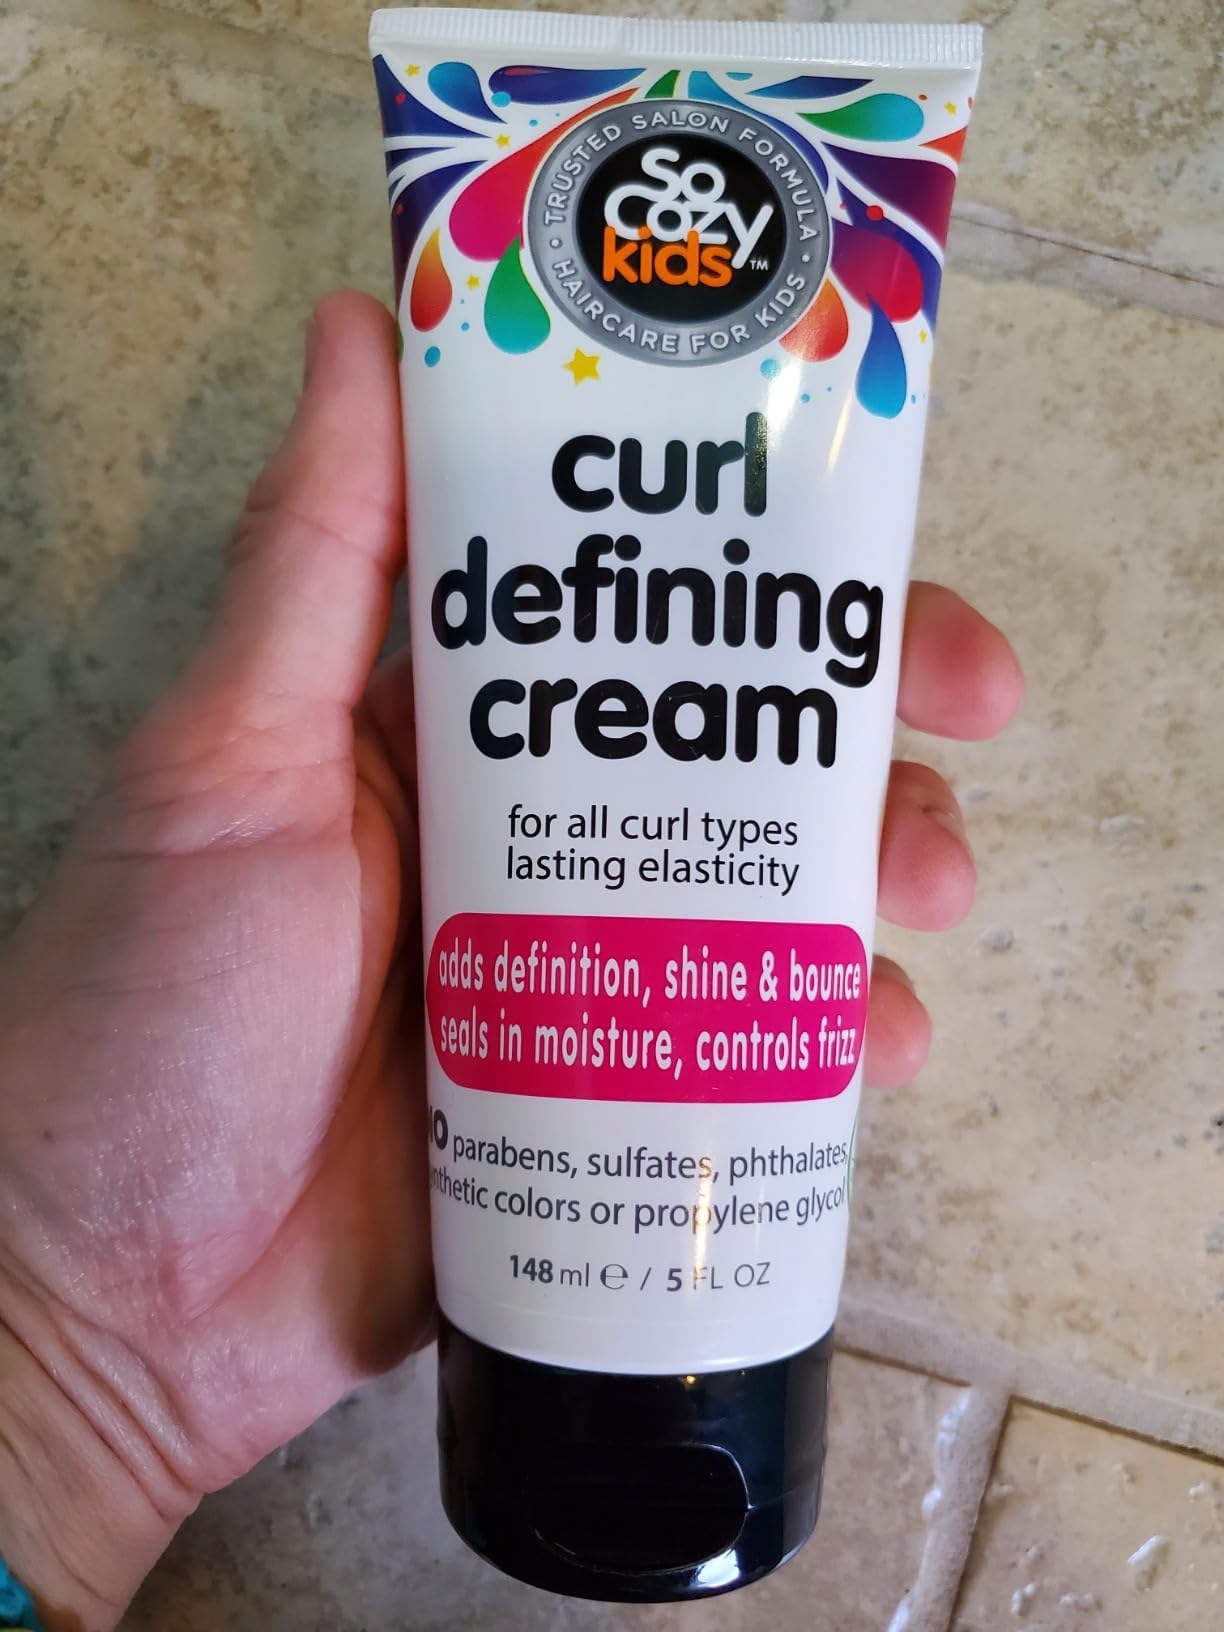 • TRUSTED SALON FORMULA •
So
Cozy
kids™
HAIRCARE FOR KIDS
curl
defining
cream
for all curl types
lasting elasticity
adds definition, shine & bounce
seals in moisture, controls frizz
parabens, sulfates, phthalates,
colors or propylene glycol
148 ml ℮ / 5 FL OZ